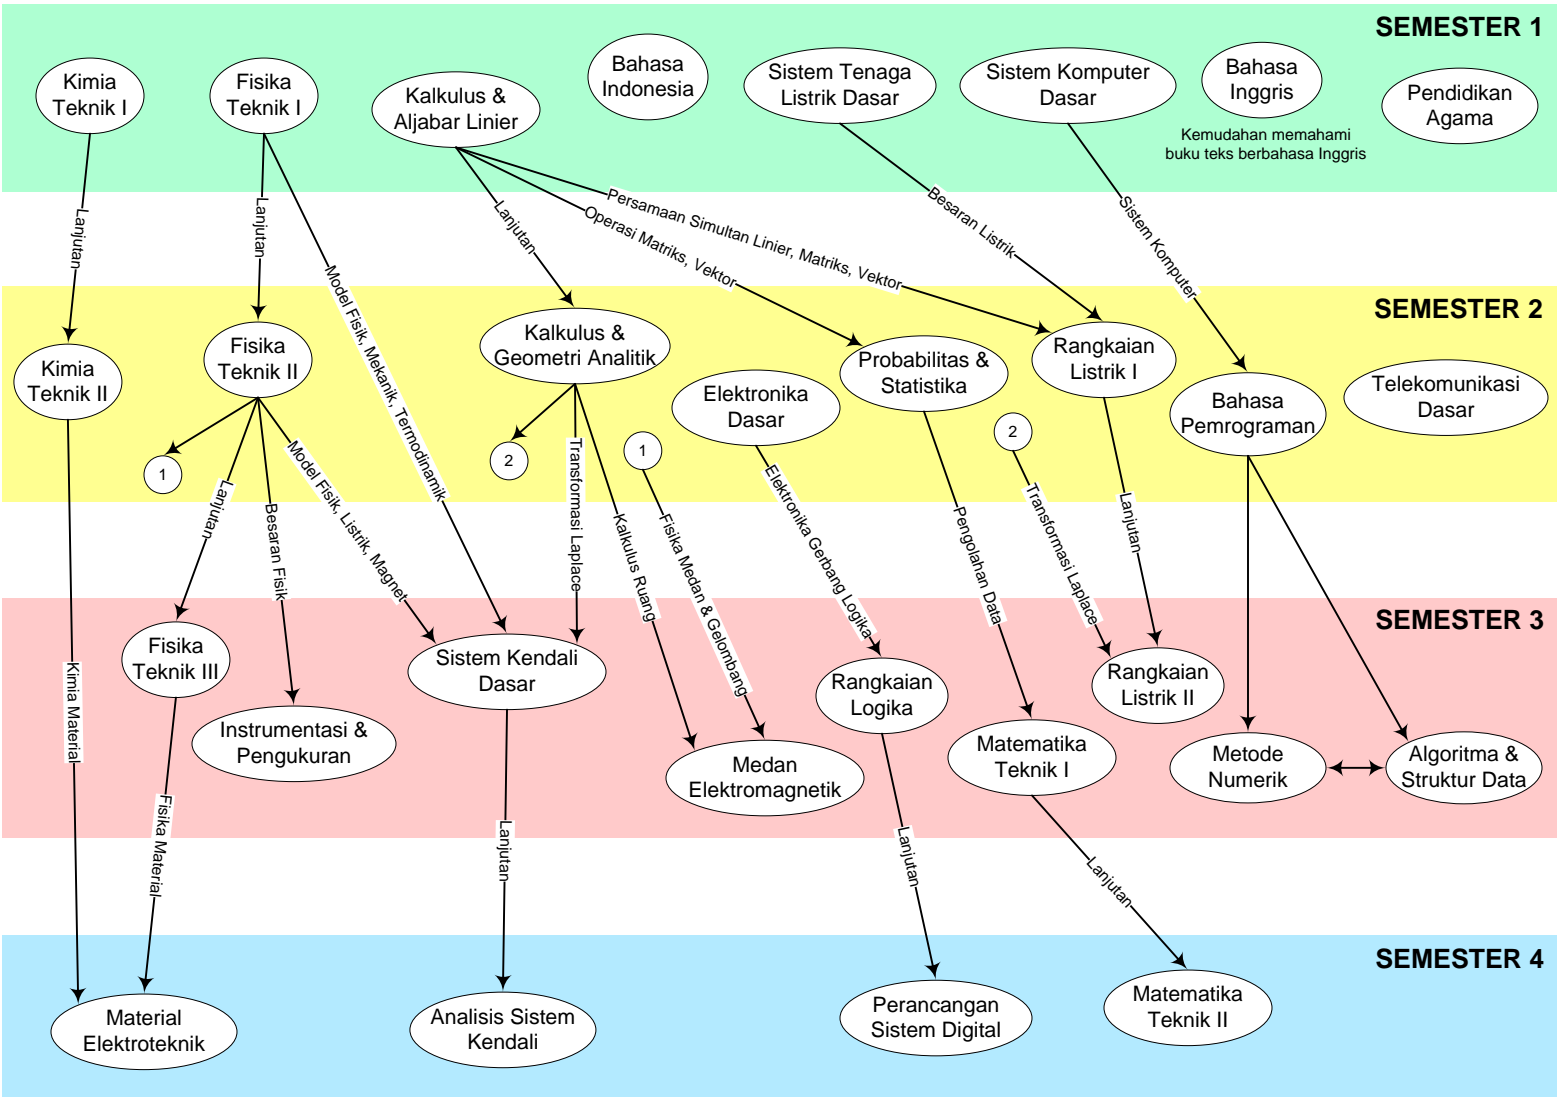 SEMESTER 1
Kimia
Teknik I
Fisika
Teknik I
Kalkulus &
Aljabar Linier
Bahasa
Indonesia
Sistem Tenaga
Listrik Dasar
Sistem Komputer
Dasar
Bahasa
Inggris
Kemudahan memahami
buku teks berbahasa Inggris
Pendidikan
Agama
Lanjutan
Lanjutan
Model Fisik, Mekanik, Termodinamik
Lanjutan
Operasi Matriks, Vektor
Persamaan Simultan Linier, Matriks, Vektor
Besaran Listrik
Sistem Komputer
SEMESTER 2
Kimia
Teknik II
Fisika
Teknik II
Kalkulus &
Geometri Analitik
Elektronika
Dasar
Probabilitas &
Statistika
Rangkaian
Listrik I
Bahasa
Pemrograman
Telekomunikasi
Dasar
1
2
1
2
Kimia Material
Lanjutan
Besaran Fisik
Model Fisik, Listrik, Magnet
Transformasi Laplace
Kalkulus Ruang
Fisika Medan & Gelombang
Elektronika Gerbang Logika
Pengolahan Data
Transformasi Laplace
Lanjutan
SEMESTER 3
Fisika
Teknik III
Instrumentasi &
Pengukuran
Sistem Kendali
Dasar
Medan
Elektromagnetik
Rangkaian
Logika
Matematika
Teknik I
Rangkaian
Listrik II
Metode
Numerik
Algoritma &
Struktur Data
Fisika Material
Lanjutan
Lanjutan
Lanjutan
SEMESTER 4
Material
Elektroteknik
Analisis Sistem
Kendali
Perancangan
Sistem Digital
Matematika
Teknik II